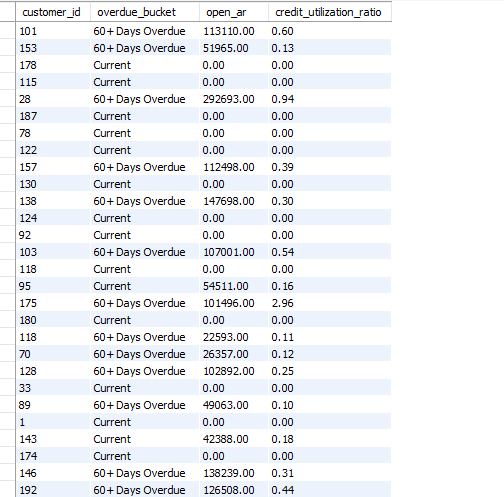 customer_id overdue_bucket open_ar credit_utilization_ratio
101 60+ Days Overdue 113110.00 0.60
153 60+ Days Overdue 51965.00 0.13
178 Current 0.00 0.00
115 Current 0.00 0.00
28 60+ Days Overdue 292693.00 0.94
187 Current 0.00 0.00
78 Current 0.00 0.00
122 Current 0.00 0.00
157 60+ Days Overdue 112498.00 0.39
130 Current 0.00 0.00
138 60+ Days Overdue 147698.00 0.30
124 Current 0.00 0.00
92 Current 0.00 0.00
103 60+ Days Overdue 107001.00 0.54
118 Current 0.00 0.00
95 Current 54511.00 0.16
175 60+ Days Overdue 101496.00 2.96
180 Current 0.00 0.00
118 60+ Days Overdue 22593.00 0.11
70 60+ Days Overdue 26357.00 0.12
128 60+ Days Overdue 102892.00 0.25
33 Current 0.00 0.00
89 60+ Days Overdue 49063.00 0.10
1 Current 0.00 0.00
143 Current 42388.00 0.18
174 Current 0.00 0.00
146 60+ Days Overdue 138239.00 0.31
192 60+ Days Overdue 126508.00 0.44